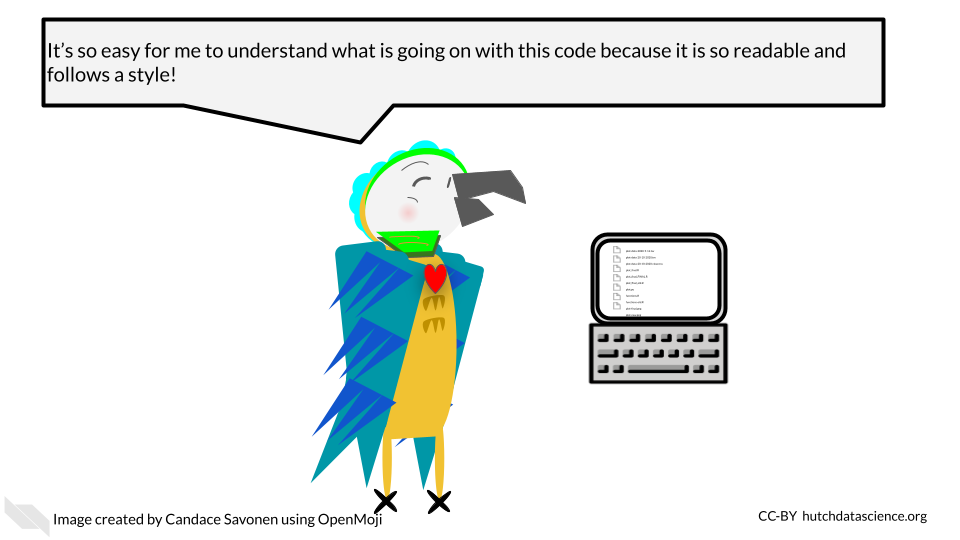 It’s so easy for me to understand what is going on with this code because it is so readable and
follows a style!
Image created by Candace Savonen using OpenMoji
CC-BY hutchdatascience.org